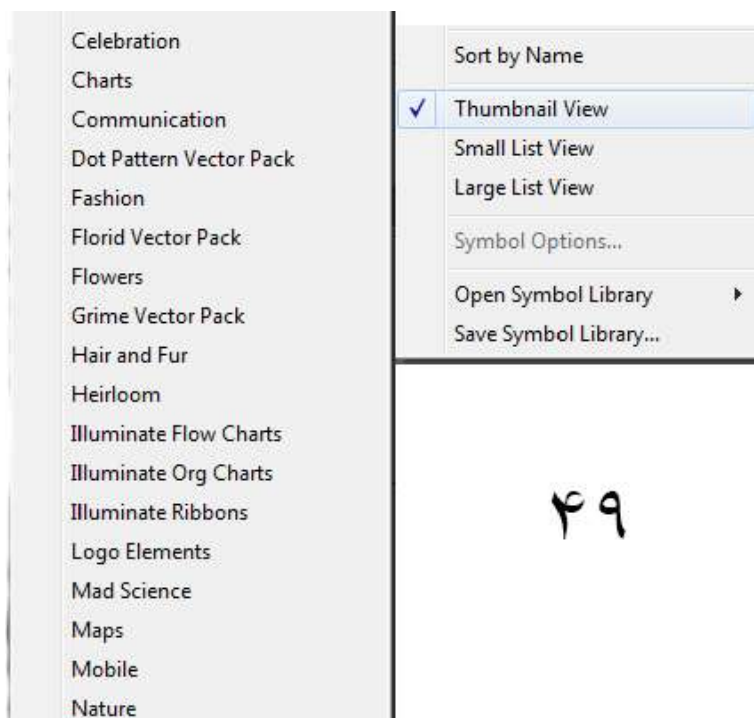 Celebration
Charts
Communication
Dot Pattern Vector Pack
Fashion
Florid Vector Pack
Flowers
Grime Vector Pack
Hair and Fur
Heirloom
Illuminate Flow Charts
Illuminate Org Charts
Illuminate Ribbons
Logo Elements
Mad Science
Maps
Mobile
Nature
Sort by Name
Thumbnail View
Small List View
Large List View
Symbol Options...
Open Symbol Library
Save Symbol Library...
۴۹